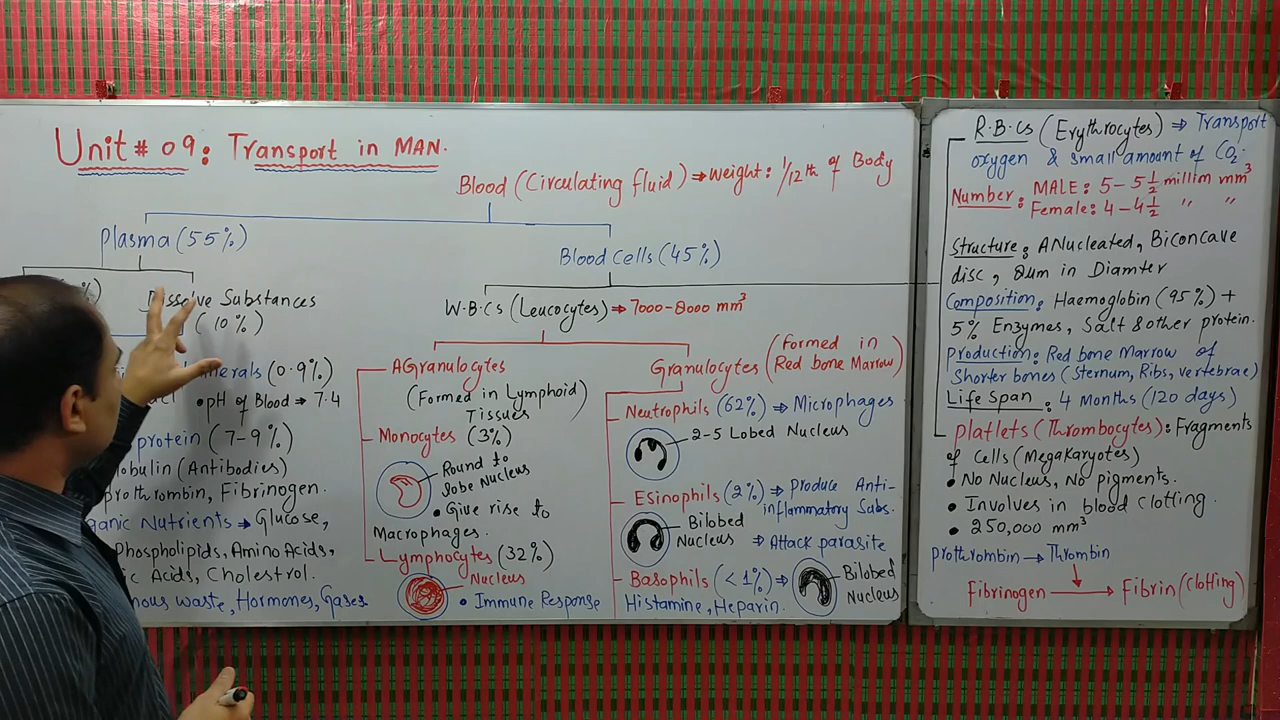 Unit # 09: Transport in MAN.
Blood (Circulating fluid) ⇒ Weight: 1/12 th of Body
Plasma (55%)
Blood Cells (45%)
Dissolve Substances
(10%)
(0.9%)
• pH of Blood → 7.4
protein (7-9%)
(Antibodies)
prothrombin, Fibrinogen.
Nutrients → Glucose,
Phospholipids, Amino Acids,
Acids, Cholestrol.
waste, Hormones, Gases
W.B.Cs (Leucocytes) ⇒ 7000-8000 mm³
AGranulocytes
(Formed in Lymphoid)
Tissues
Monocytes (3%)
Round to
lobe Nucleus
• Give rise to
Macrophages.
Lymphocytes (32%)
Nucleus
• Immune Response
Granulocytes (Formed in
Red bone Marrow)
Neutrophils (62%) ⇒ Microphages
2-5 Lobed Nucleus
Esinophils (2%) ⇒ Produce Anti-
inflammatory Subs.
Bilobed
Nucleus ⇒ Attack parasite
Basophils (<1%) ⇒
Histamine, Heparin.
Bilobed
Nucleus
R.B.Cs (Erythrocytes) ⇒ Transport
oxygen & small amount of CO₂.
Number: MALE: 5-5 1/2 millim mm³
Female: 4-4 1/2 " "
Structure: ANucleated, Biconcave
disc, 8um in Diamter
Composition: Haemoglobin (95%) +
5% Enzymes, Salt & other protein.
Production: Red bone Marrow of
Shorter bones (Sternum, Ribs, vertebrae)
Life Span: 4 Months (120 days)
Platlets (Thrombocytes): Fragments
of Cells (Megakaryotes)
• No Nucleus, No pigments.
• Involves in blood clotting.
• 250,000 mm³
prothrombin → Thrombin
Fibrinogen → Fibrin (Clotting)